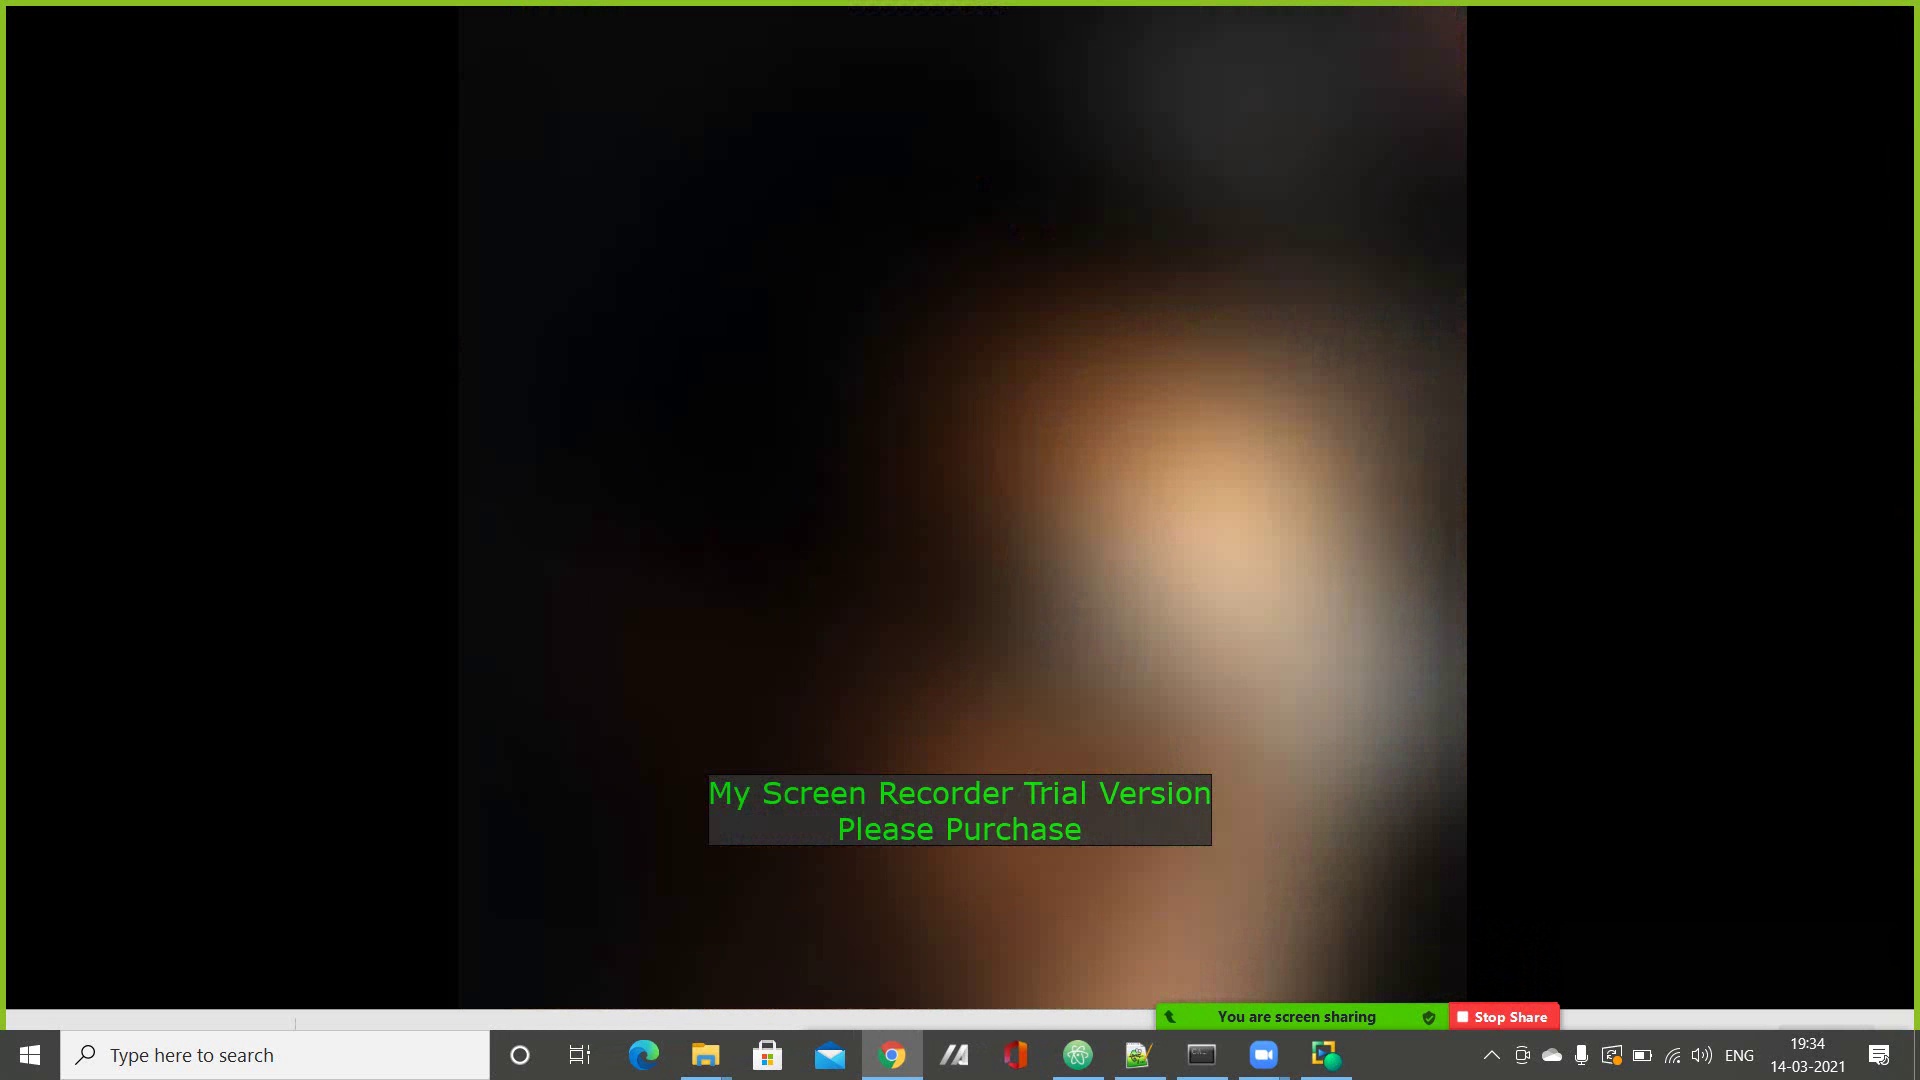 My Screen Recorder Trial Version
Please Purchase
You are screen sharing
Stop Share
Type here to search
ENG
19:34
14-03-2021